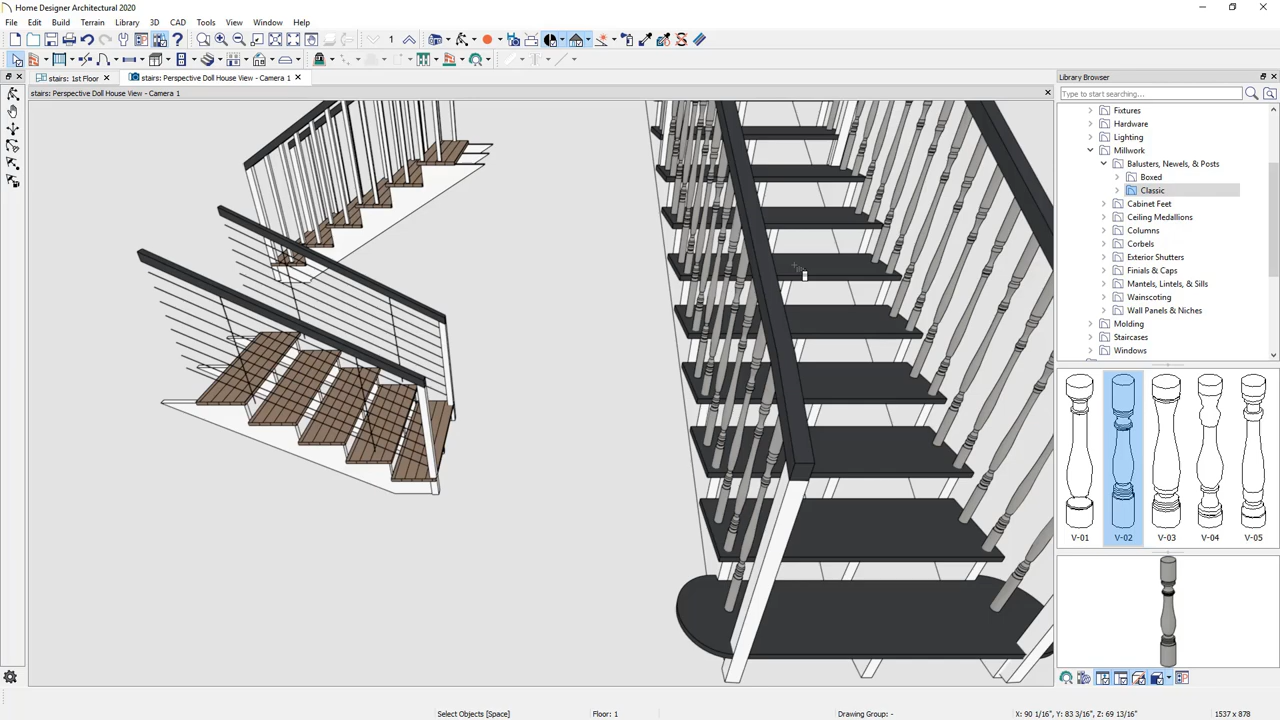 Home Designer Architectural 2020
File Edit Build Terrain Library 3D CAD Tools View Window Help
1
stairs: 1st Floor
stairs: Perspective Doll House View - Camera 1
stairs: Perspective Doll House View - Camera 1
Library Browser
Type to start searching...
Fixtures
Hardware
Lighting
Millwork
Balusters, Newels, & Posts
Boxed
Classic
Cabinet Feet
Ceiling Medallions
Columns
Corbels
Exterior Shutters
Finials & Caps
Mantels, Lintels, & Sills
Wainscoting
Wall Panels & Niches
Molding
Staircases
Windows
V-01 V-02 V-03 V-04 V-05
Select Objects [Space] Floor: 1 Drawing Group: - X: 90 1/16", Y: 83 3/16", Z: 69 13/16" 1537 x 878